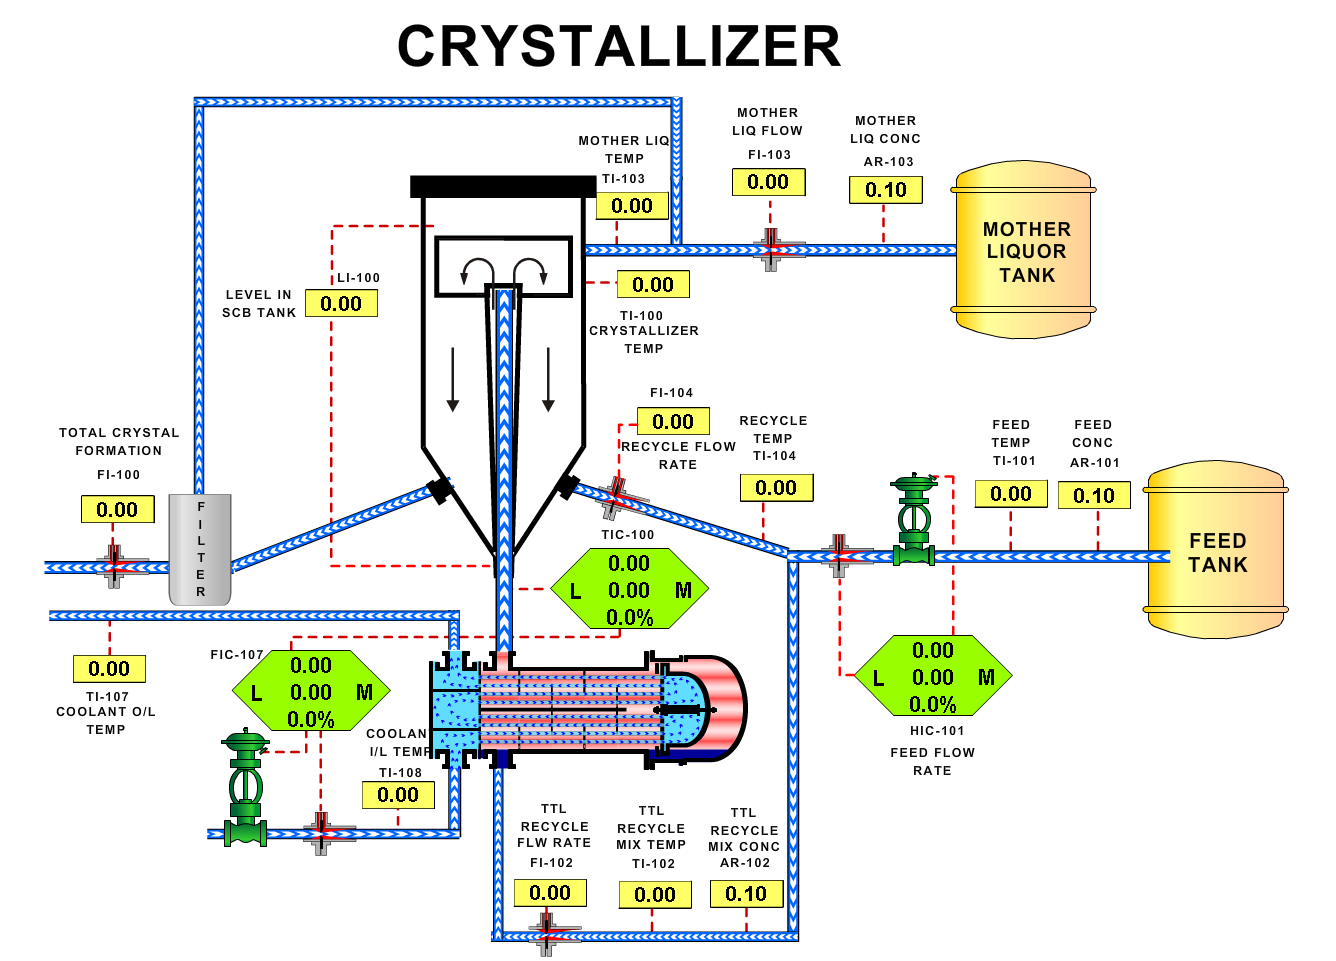 CRYSTALLIZER
MOTHER LIQ
TEMP
TI-103
0.00
MOTHER
LIQ FLOW
FI-103
0.00
MOTHER
LIQ CONC
AR-103
0.10
MOTHER
LIQUOR
TANK
LI-100
LEVEL IN
SCB TANK
0.00
0.00
TI-100
CRYSTALLIZER
TEMP
FI-104
0.00
RECYCLE FLOW
RATE
RECYCLE
TEMP
TI-104
0.00
FEED
TEMP
TI-101
0.00
FEED
CONC
AR-101
0.10
FEED
TANK
TOTAL CRYSTAL
FORMATION
FI-100
0.00
F
I
L
T
E
R
TIC-100
0.00
L 0.00 M
0.0%
0.00
TI-107
COOLANT O/L
TEMP
FIC-107
0.00
L 0.00 M
0.0%
0.00
L 0.00 M
0.0%
HIC-101
FEED FLOW
RATE
COOLAN
I/L TEMP
TI-108
0.00
TTL
RECYCLE
FLW RATE
FI-102
0.00
TTL
RECYCLE
MIX TEMP
TI-102
0.00
TTL
RECYCLE
MIX CONC
AR-102
0.10